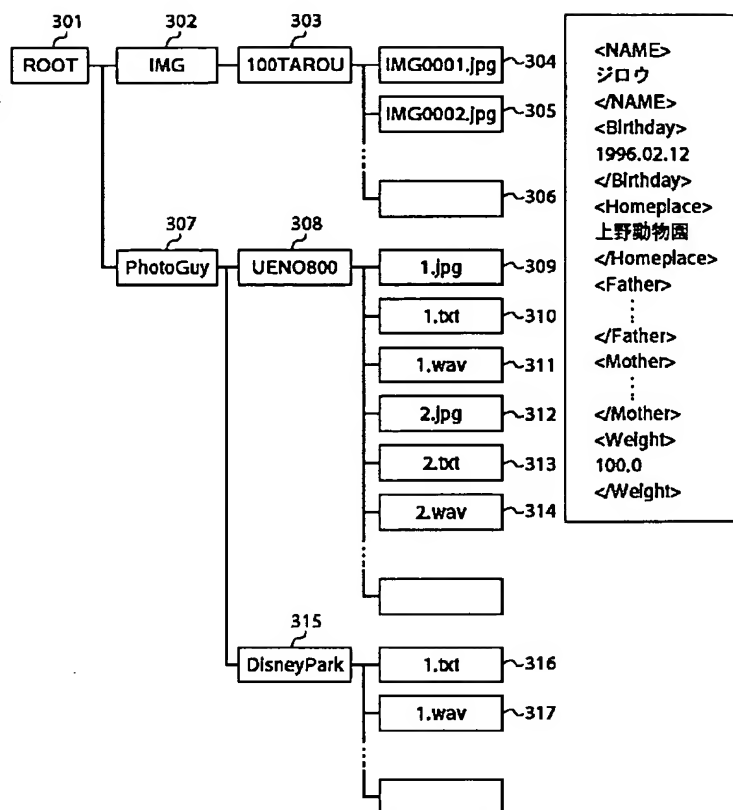 301
302
303
ROOT
IMG
100TAROU
IMG0001.jpg
304
IMG0002.jpg
305
306
307
308
PhotoGuy
UENO800
1.jpg
309
1.txt
310
1.wav
311
2.jpg
312
2.txt
313
2.wav
314
315
DisneyPark
1.txt
316
1.wav
317
<NAME>
ジロウ
</NAME>
<Birthday>
1996.02.12
</Birthday>
<Homeplace>
上野動物園
</Homeplace>
<Father>
</Father>
<Mother>
</Mother>
<Weight>
100.0
</Weight>